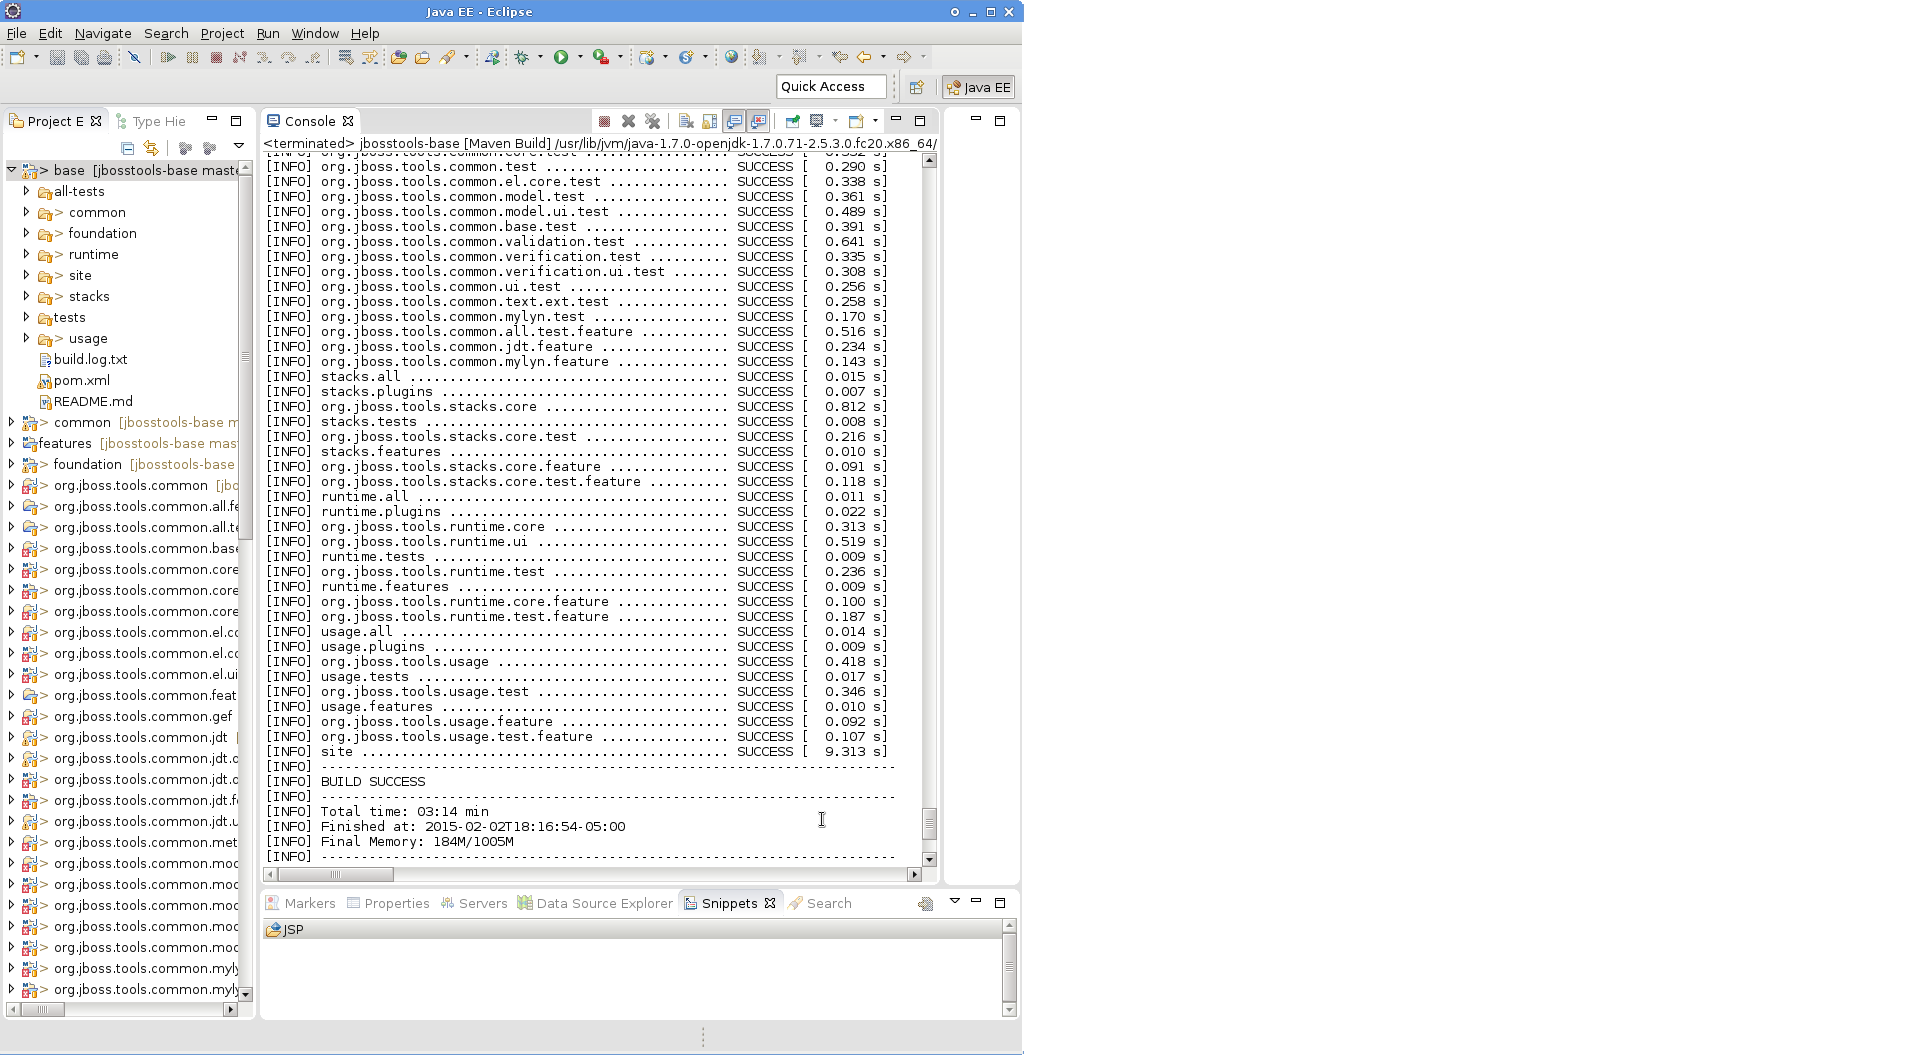 Java EE - Eclipse
File Edit Navigate Search Project Run Window Help
Quick Access
Java EE
Project E
Type Hie
> base [jbosstools-base maste
all-tests
> common
> foundation
> runtime
> site
> stacks
tests
> usage
build.log.txt
pom.xml
README.md
> common [jbosstools-base m
features [jbosstools-base mas
> foundation [jbosstools-base
> org.jboss.tools.common [jbo
> org.jboss.tools.common.all.fe
> org.jboss.tools.common.all.te
> org.jboss.tools.common.base
> org.jboss.tools.common.core
> org.jboss.tools.common.core
> org.jboss.tools.common.core
> org.jboss.tools.common.el.co
> org.jboss.tools.common.el.co
> org.jboss.tools.common.el.ui
> org.jboss.tools.common.feat
> org.jboss.tools.common.gef
> org.jboss.tools.common.jdt
> org.jboss.tools.common.jdt.c
> org.jboss.tools.common.jdt.c
> org.jboss.tools.common.jdt.f
> org.jboss.tools.common.jdt.u
> org.jboss.tools.common.met
> org.jboss.tools.common.moc
> org.jboss.tools.common.moc
> org.jboss.tools.common.moc
> org.jboss.tools.common.moc
> org.jboss.tools.common.moc
> org.jboss.tools.common.myly
> org.jboss.tools.common.myly
Console
<terminated> jbosstools-base [Maven Build] /usr/lib/jvm/java-1.7.0-openjdk-1.7.0.71-2.5.3.0.fc20.x86_64/
[INFO] org.jboss.tools.common.test ....................... SUCCESS [  0.290 s]
[INFO] org.jboss.tools.common.el.core.test ............... SUCCESS [  0.338 s]
[INFO] org.jboss.tools.common.model.test ................. SUCCESS [  0.361 s]
[INFO] org.jboss.tools.common.model.ui.test .............. SUCCESS [  0.489 s]
[INFO] org.jboss.tools.common.base.test .................. SUCCESS [  0.391 s]
[INFO] org.jboss.tools.common.validation.test ............ SUCCESS [  0.641 s]
[INFO] org.jboss.tools.common.verification.test .......... SUCCESS [  0.335 s]
[INFO] org.jboss.tools.common.verification.ui.test ....... SUCCESS [  0.308 s]
[INFO] org.jboss.tools.common.ui.test .................... SUCCESS [  0.256 s]
[INFO] org.jboss.tools.common.text.ext.test .............. SUCCESS [  0.258 s]
[INFO] org.jboss.tools.common.mylyn.test ................. SUCCESS [  0.170 s]
[INFO] org.jboss.tools.common.all.test.feature ........... SUCCESS [  0.516 s]
[INFO] org.jboss.tools.common.jdt.feature ................ SUCCESS [  0.234 s]
[INFO] org.jboss.tools.common.mylyn.feature .............. SUCCESS [  0.143 s]
[INFO] stacks.all ........................................ SUCCESS [  0.015 s]
[INFO] stacks.plugins .................................... SUCCESS [  0.007 s]
[INFO] org.jboss.tools.stacks.core ....................... SUCCESS [  0.812 s]
[INFO] stacks.tests ...................................... SUCCESS [  0.008 s]
[INFO] org.jboss.tools.stacks.core.test .................. SUCCESS [  0.216 s]
[INFO] stacks.features ................................... SUCCESS [  0.010 s]
[INFO] org.jboss.tools.stacks.core.feature ............... SUCCESS [  0.091 s]
[INFO] org.jboss.tools.stacks.core.test.feature .......... SUCCESS [  0.118 s]
[INFO] runtime.all ....................................... SUCCESS [  0.011 s]
[INFO] runtime.plugins ................................... SUCCESS [  0.022 s]
[INFO] org.jboss.tools.runtime.core ...................... SUCCESS [  0.313 s]
[INFO] org.jboss.tools.runtime.ui ........................ SUCCESS [  0.519 s]
[INFO] runtime.tests ..................................... SUCCESS [  0.009 s]
[INFO] org.jboss.tools.runtime.test ...................... SUCCESS [  0.236 s]
[INFO] runtime.features .................................. SUCCESS [  0.009 s]
[INFO] org.jboss.tools.runtime.core.feature .............. SUCCESS [  0.100 s]
[INFO] org.jboss.tools.runtime.test.feature .............. SUCCESS [  0.187 s]
[INFO] usage.all ......................................... SUCCESS [  0.014 s]
[INFO] usage.plugins ..................................... SUCCESS [  0.009 s]
[INFO] org.jboss.tools.usage ............................. SUCCESS [  0.418 s]
[INFO] usage.tests ....................................... SUCCESS [  0.017 s]
[INFO] org.jboss.tools.usage.test ........................ SUCCESS [  0.346 s]
[INFO] usage.features .................................... SUCCESS [  0.010 s]
[INFO] org.jboss.tools.usage.feature ..................... SUCCESS [  0.092 s]
[INFO] org.jboss.tools.usage.test.feature ................ SUCCESS [  0.107 s]
[INFO] site .............................................. SUCCESS [  9.313 s]
[INFO] ------------------------------------------------------------------------
[INFO] BUILD SUCCESS
[INFO] ------------------------------------------------------------------------
[INFO] Total time: 03:14 min
[INFO] Finished at: 2015-02-02T18:16:54-05:00
[INFO] Final Memory: 184M/1005M
[INFO] ------------------------------------------------------------------------
Markers Properties Servers Data Source Explorer Snippets Search
JSP